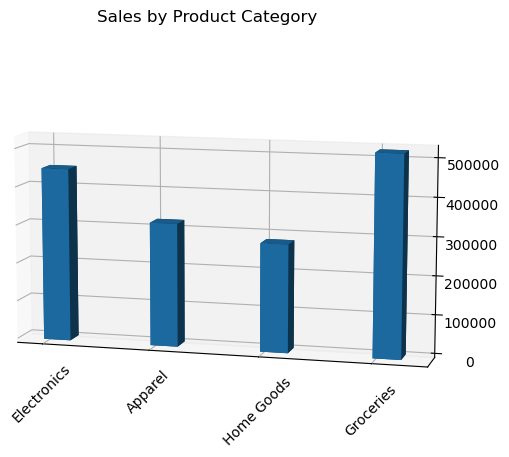 Sales by Product Category
500000
400000
300000
200000
100000
0
Electronics
Apparel
Home Goods
Groceries